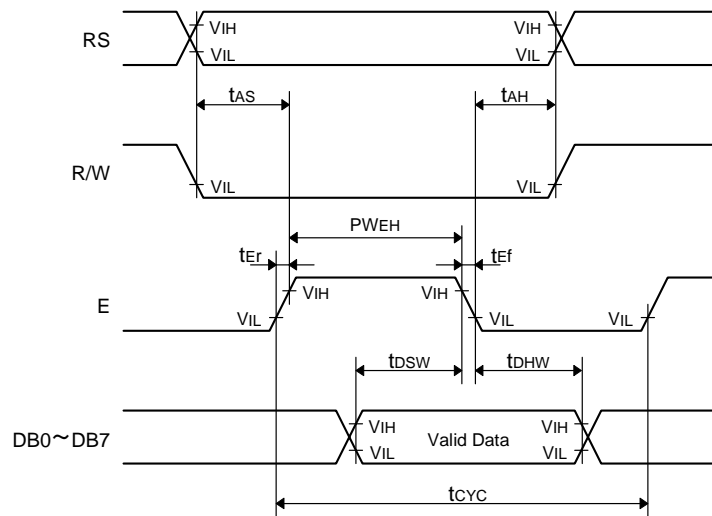 RS
VIH
VIH
VIL
VIL
tAS
tAH
R/W
VIL
VIL
PWEH
tEr
tEf
E
VIH
VIH
VIL
VIL
VIL
tDSW
tDHW
DB0～DB7
VIH
VIH
Valid Data
VIL
VIL
tCYC